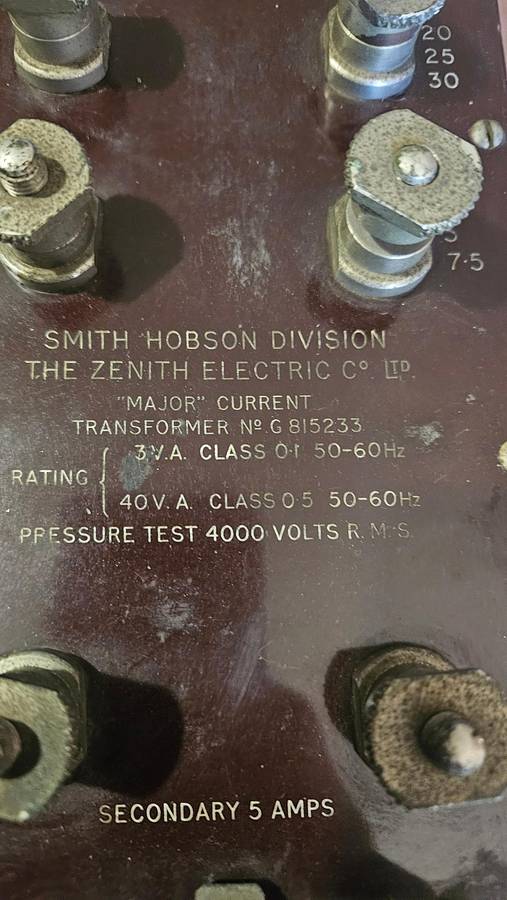 20
25
30
5
7·5
SMITH HOBSON DIVISION
THE ZENITH ELECTRIC Cº LTD.
"MAJOR" CURRENT
TRANSFORMER Nº G 815233
3 V.A. CLASS 0·1 50-60Hz
RATING
40 V.A. CLASS 0·5 50-60Hz
PRESSURE TEST 4000 VOLTS R.M.S.
SECONDARY 5 AMPS